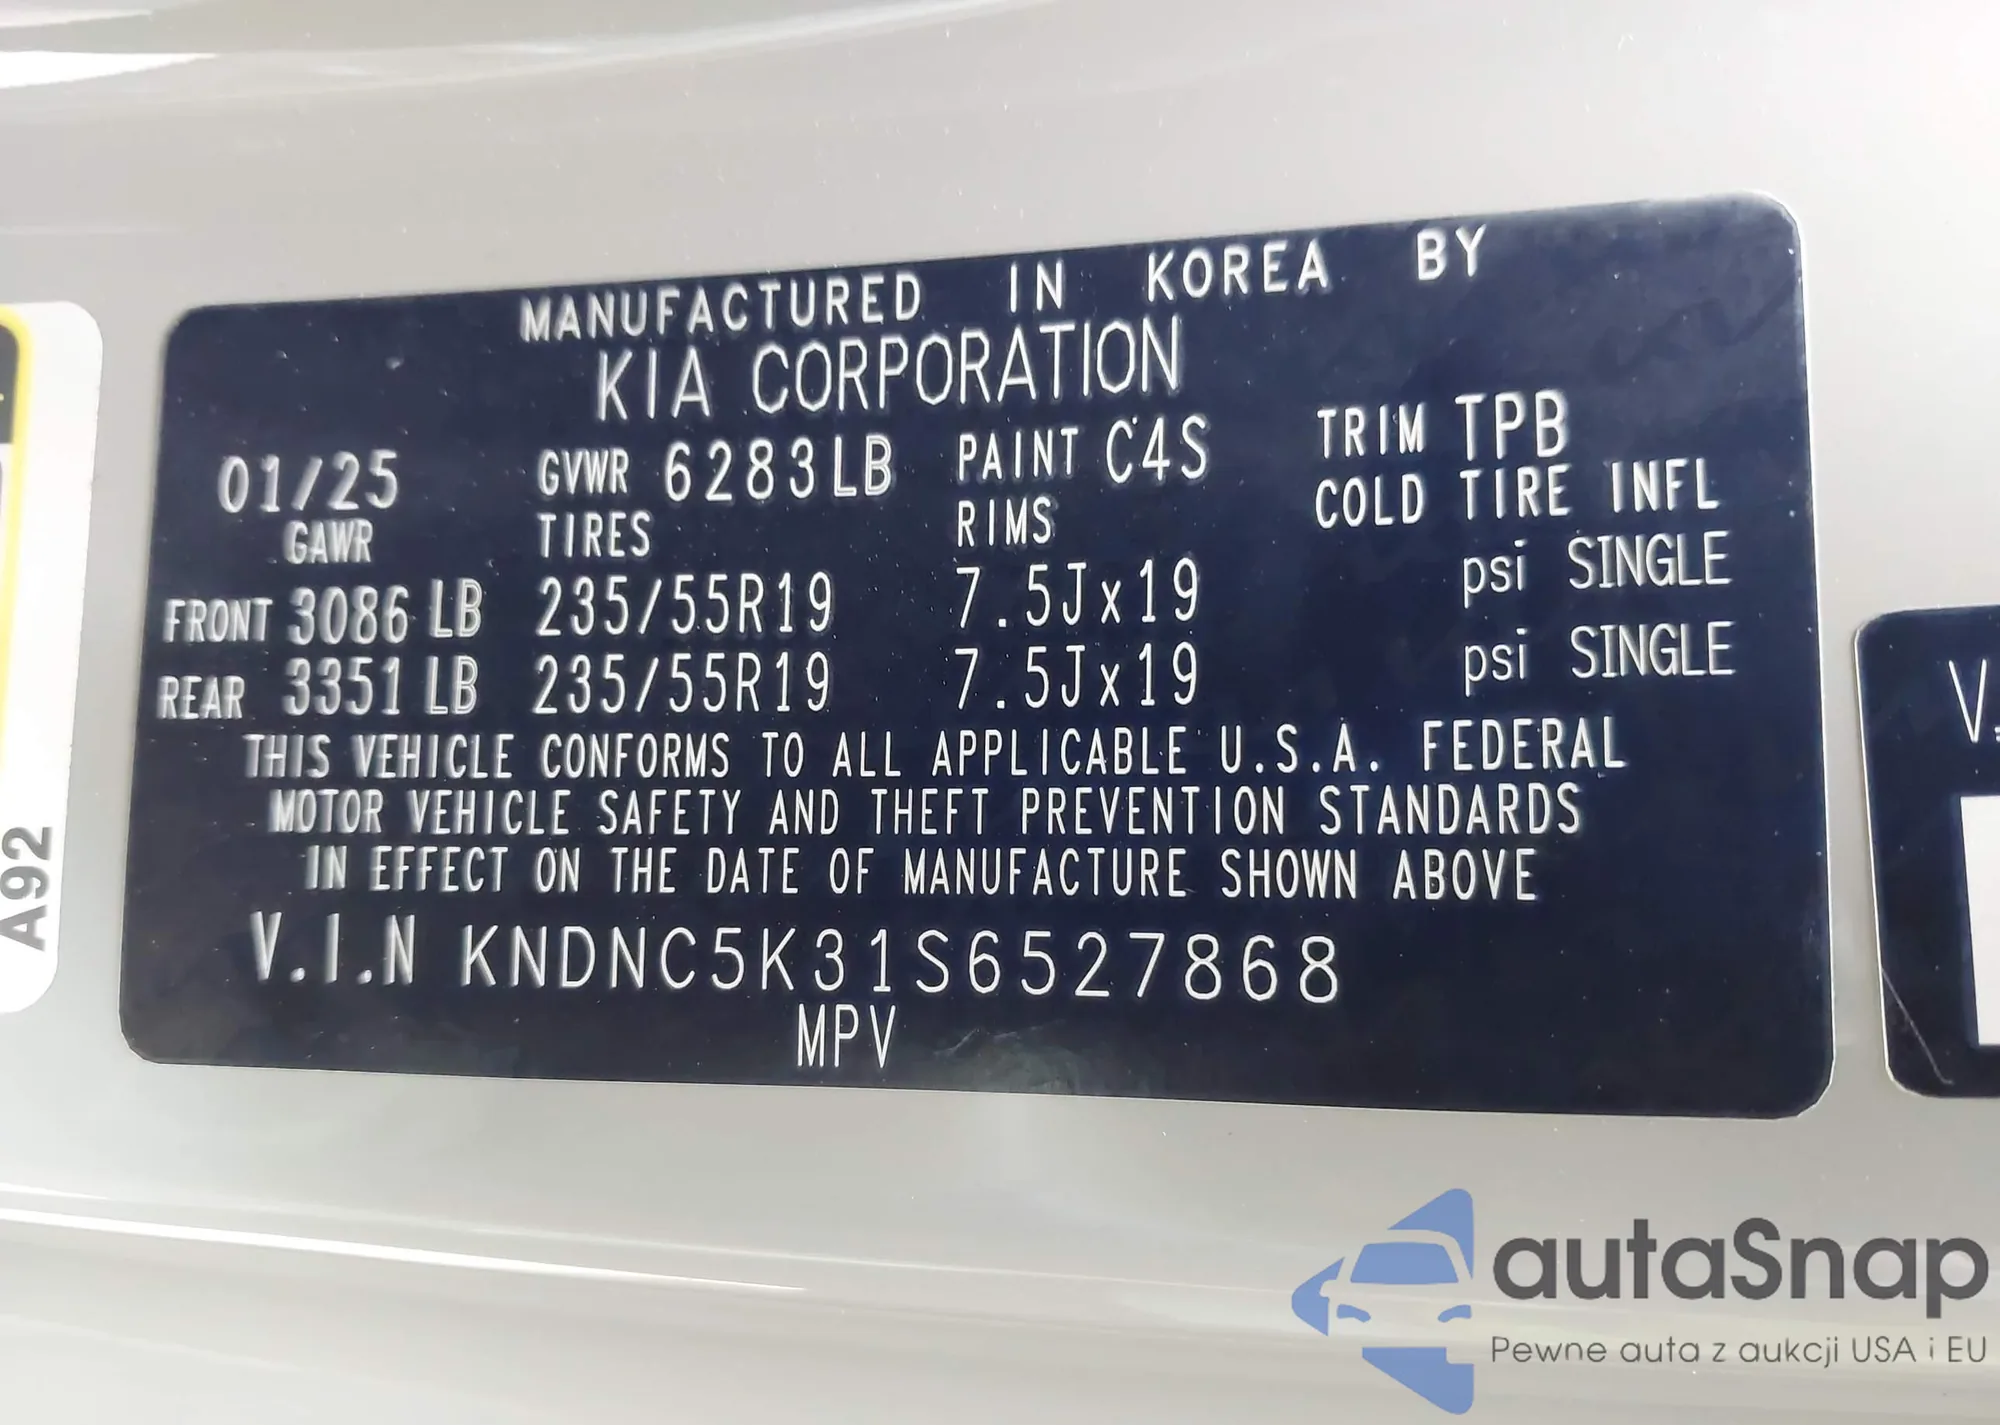 MANUFACTURED IN KOREA BY
KIA CORPORATION
01/25 GVWR 6283LB PAINT C4S TRIM TPB
GAWR TIRES RIMS COLD TIRE INFL
FRONT 3086 LB 235/55R19 7.5Jx19 psi SINGLE
REAR 3351 LB 235/55R19 7.5Jx19 psi SINGLE
THIS VEHICLE CONFORMS TO ALL APPLICABLE U.S.A. FEDERAL
MOTOR VEHICLE SAFETY AND THEFT PREVENTION STANDARDS
IN EFFECT ON THE DATE OF MANUFACTURE SHOWN ABOVE
V.I.N KNDNC5K31S6527868
MPV
A92
autaSnap
Pewne auta z aukcji USA i EU